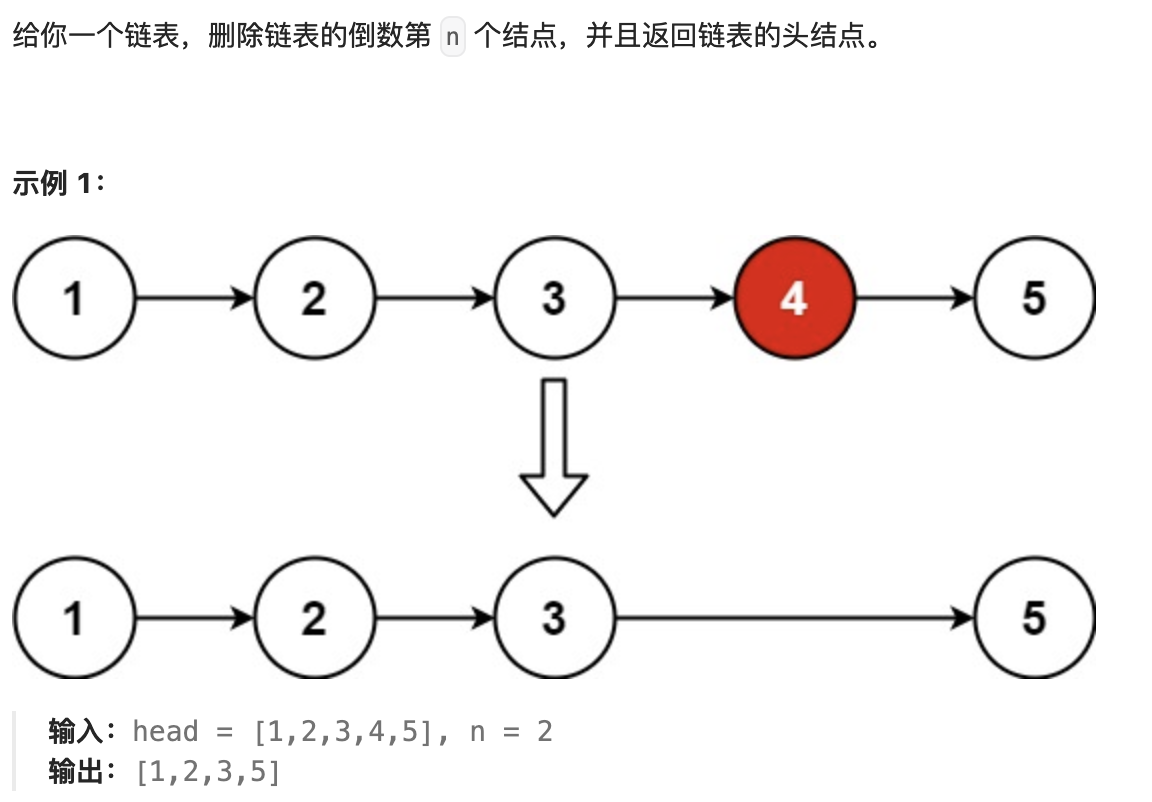 给你一个链表，删除链表的倒数第 n 个结点，并且返回链表的头结点。
示例 1：
1 2 3 4 5
1 2 3 5
输入：head = [1,2,3,4,5], n = 2
输出：[1,2,3,5]